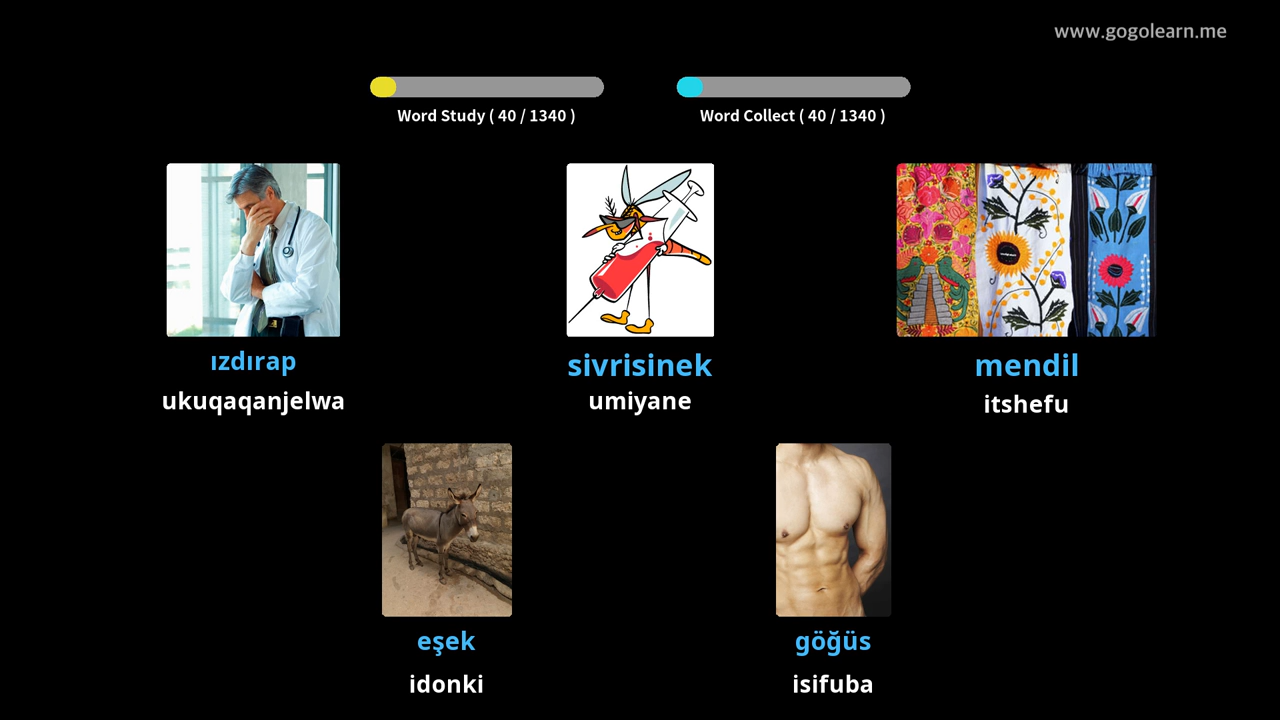 www.gogolearn.me
Word Study ( 40 / 1340 )
Word Collect ( 40 / 1340 )
ızdırap
sivrisinek
mendil
ukuqaqanjelwa
umiyane
itshefu
eşek
göğüs
idonki
isifuba